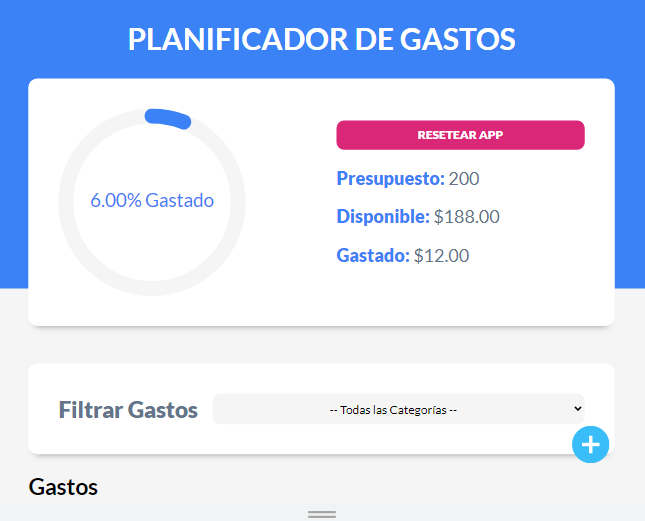 PLANIFICADOR DE GASTOS
6.00% Gastado
RESETEAR APP
Presupuesto: 200
Disponible: $188.00
Gastado: $12.00
Filtrar Gastos
-- Todas las Categorías --
Gastos